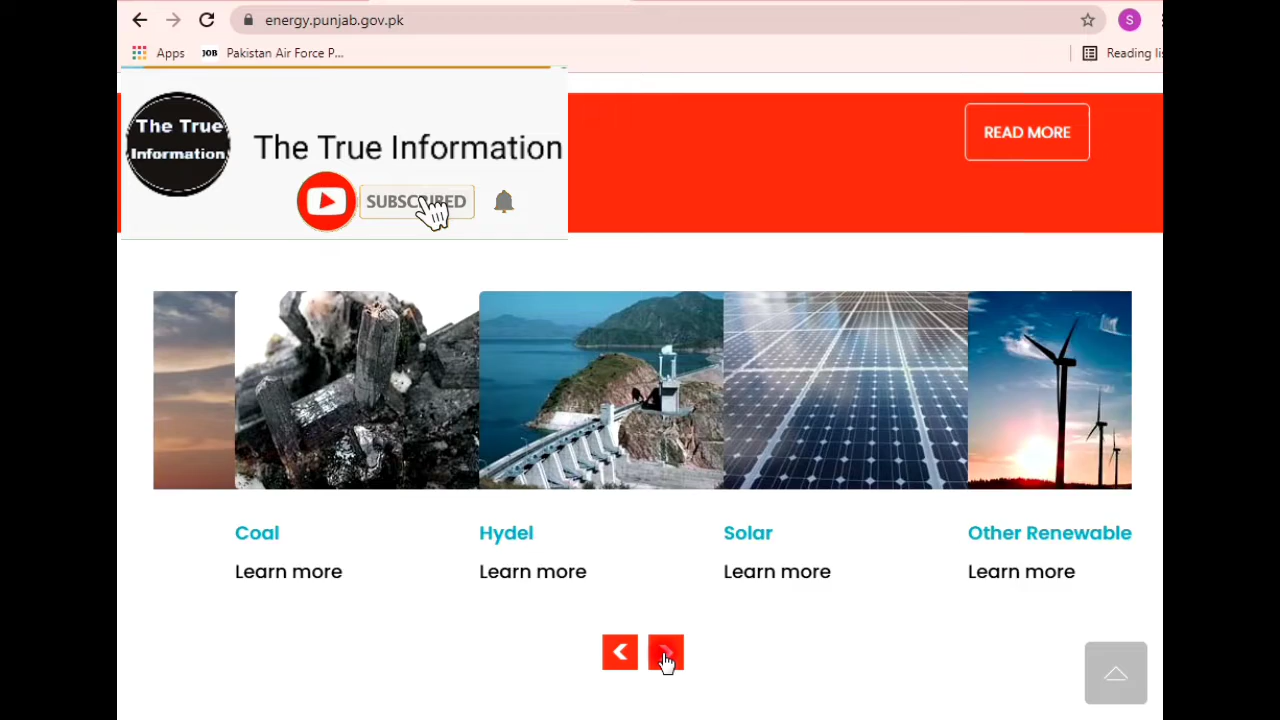 energy.punjab.gov.pk
S
Apps
JOB
Pakistan Air Force P...
Reading lis
The True
Information
The True Information
SUBSCRIBED
READ MORE
Coal
Hydel
Solar
Other Renewable
Learn more
Learn more
Learn more
Learn more